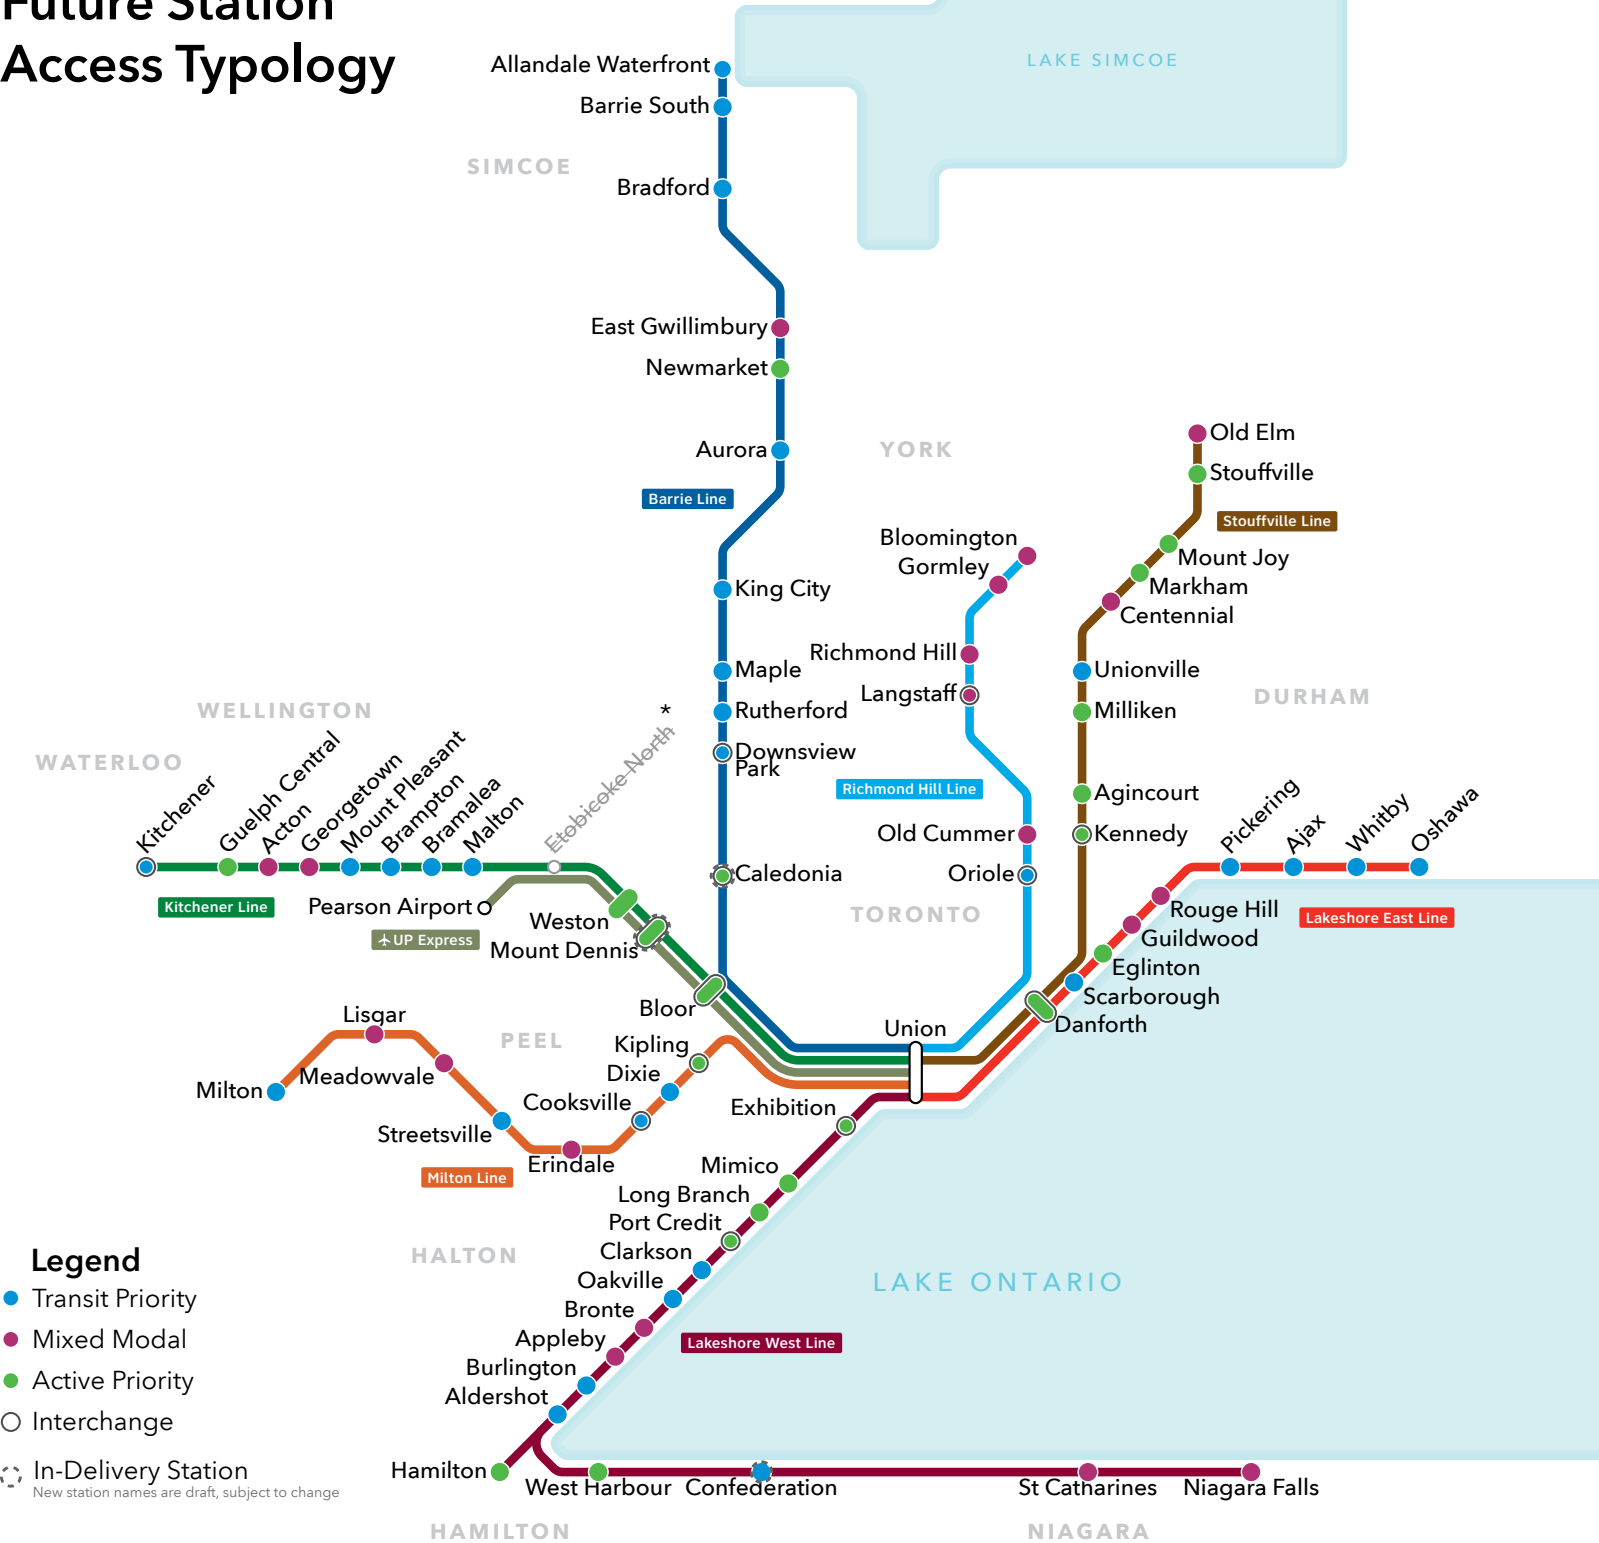 Future Station
Access Typology
LAKE SIMCOE
Allandale Waterfront
Barrie South
SIMCOE
Bradford
East Gwillimbury
Newmarket
Aurora
Barrie Line
YORK
Old Elm
Stouffville
Stouffville Line
Bloomington
Gormley
Mount Joy
Markham
Centennial
King City
Maple
Rutherford
Downsview
Park
Richmond Hill
Langstaff
Unionville
Milliken
DURHAM
Richmond Hill Line
WELLINGTON
WATERLOO
*
Kitchener
Guelph Central
Acton
Georgetown
Mount Pleasant
Brampton
Bramalea
Malton
Etobicoke North
Agincourt
Kennedy
Old Cummer
Oriole
Caledonia
TORONTO
Pickering
Ajax
Whitby
Oshawa
Kitchener Line
Pearson Airport
UP Express
Weston
Mount Dennis
Bloor
Rouge Hill
Guildwood
Eglinton
Scarborough
Danforth
Lakeshore East Line
Union
PEEL
Lisgar
Milton
Meadowvale
Streetsville
Erindale
Cooksville
Dixie
Kipling
Milton Line
Exhibition
Mimico
Long Branch
Port Credit
Clarkson
Oakville
Bronte
Appleby
Burlington
Aldershot
HALTON
LAKE ONTARIO
Lakeshore West Line
Legend
Transit Priority
Mixed Modal
Active Priority
Interchange
In-Delivery Station
New station names are draft, subject to change
Hamilton
West Harbour
Confederation
St Catharines
Niagara Falls
HAMILTON
NIAGARA